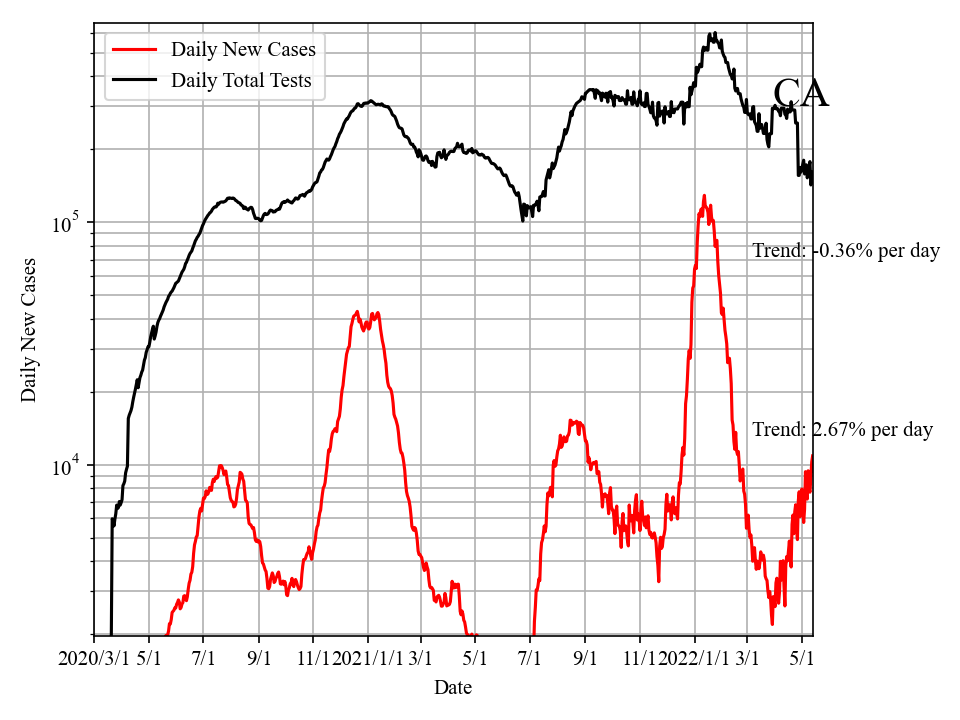 Daily New Cases
Daily Total Tests
CA
10^5
Trend: -0.36% per day
Daily New Cases
Trend: 2.67% per day
10^4
2020/3/1 5/1 7/1 9/1 11/1 2021/1/1 3/1 5/1 7/1 9/1 11/1 2022/1/1 3/1 5/1
Date